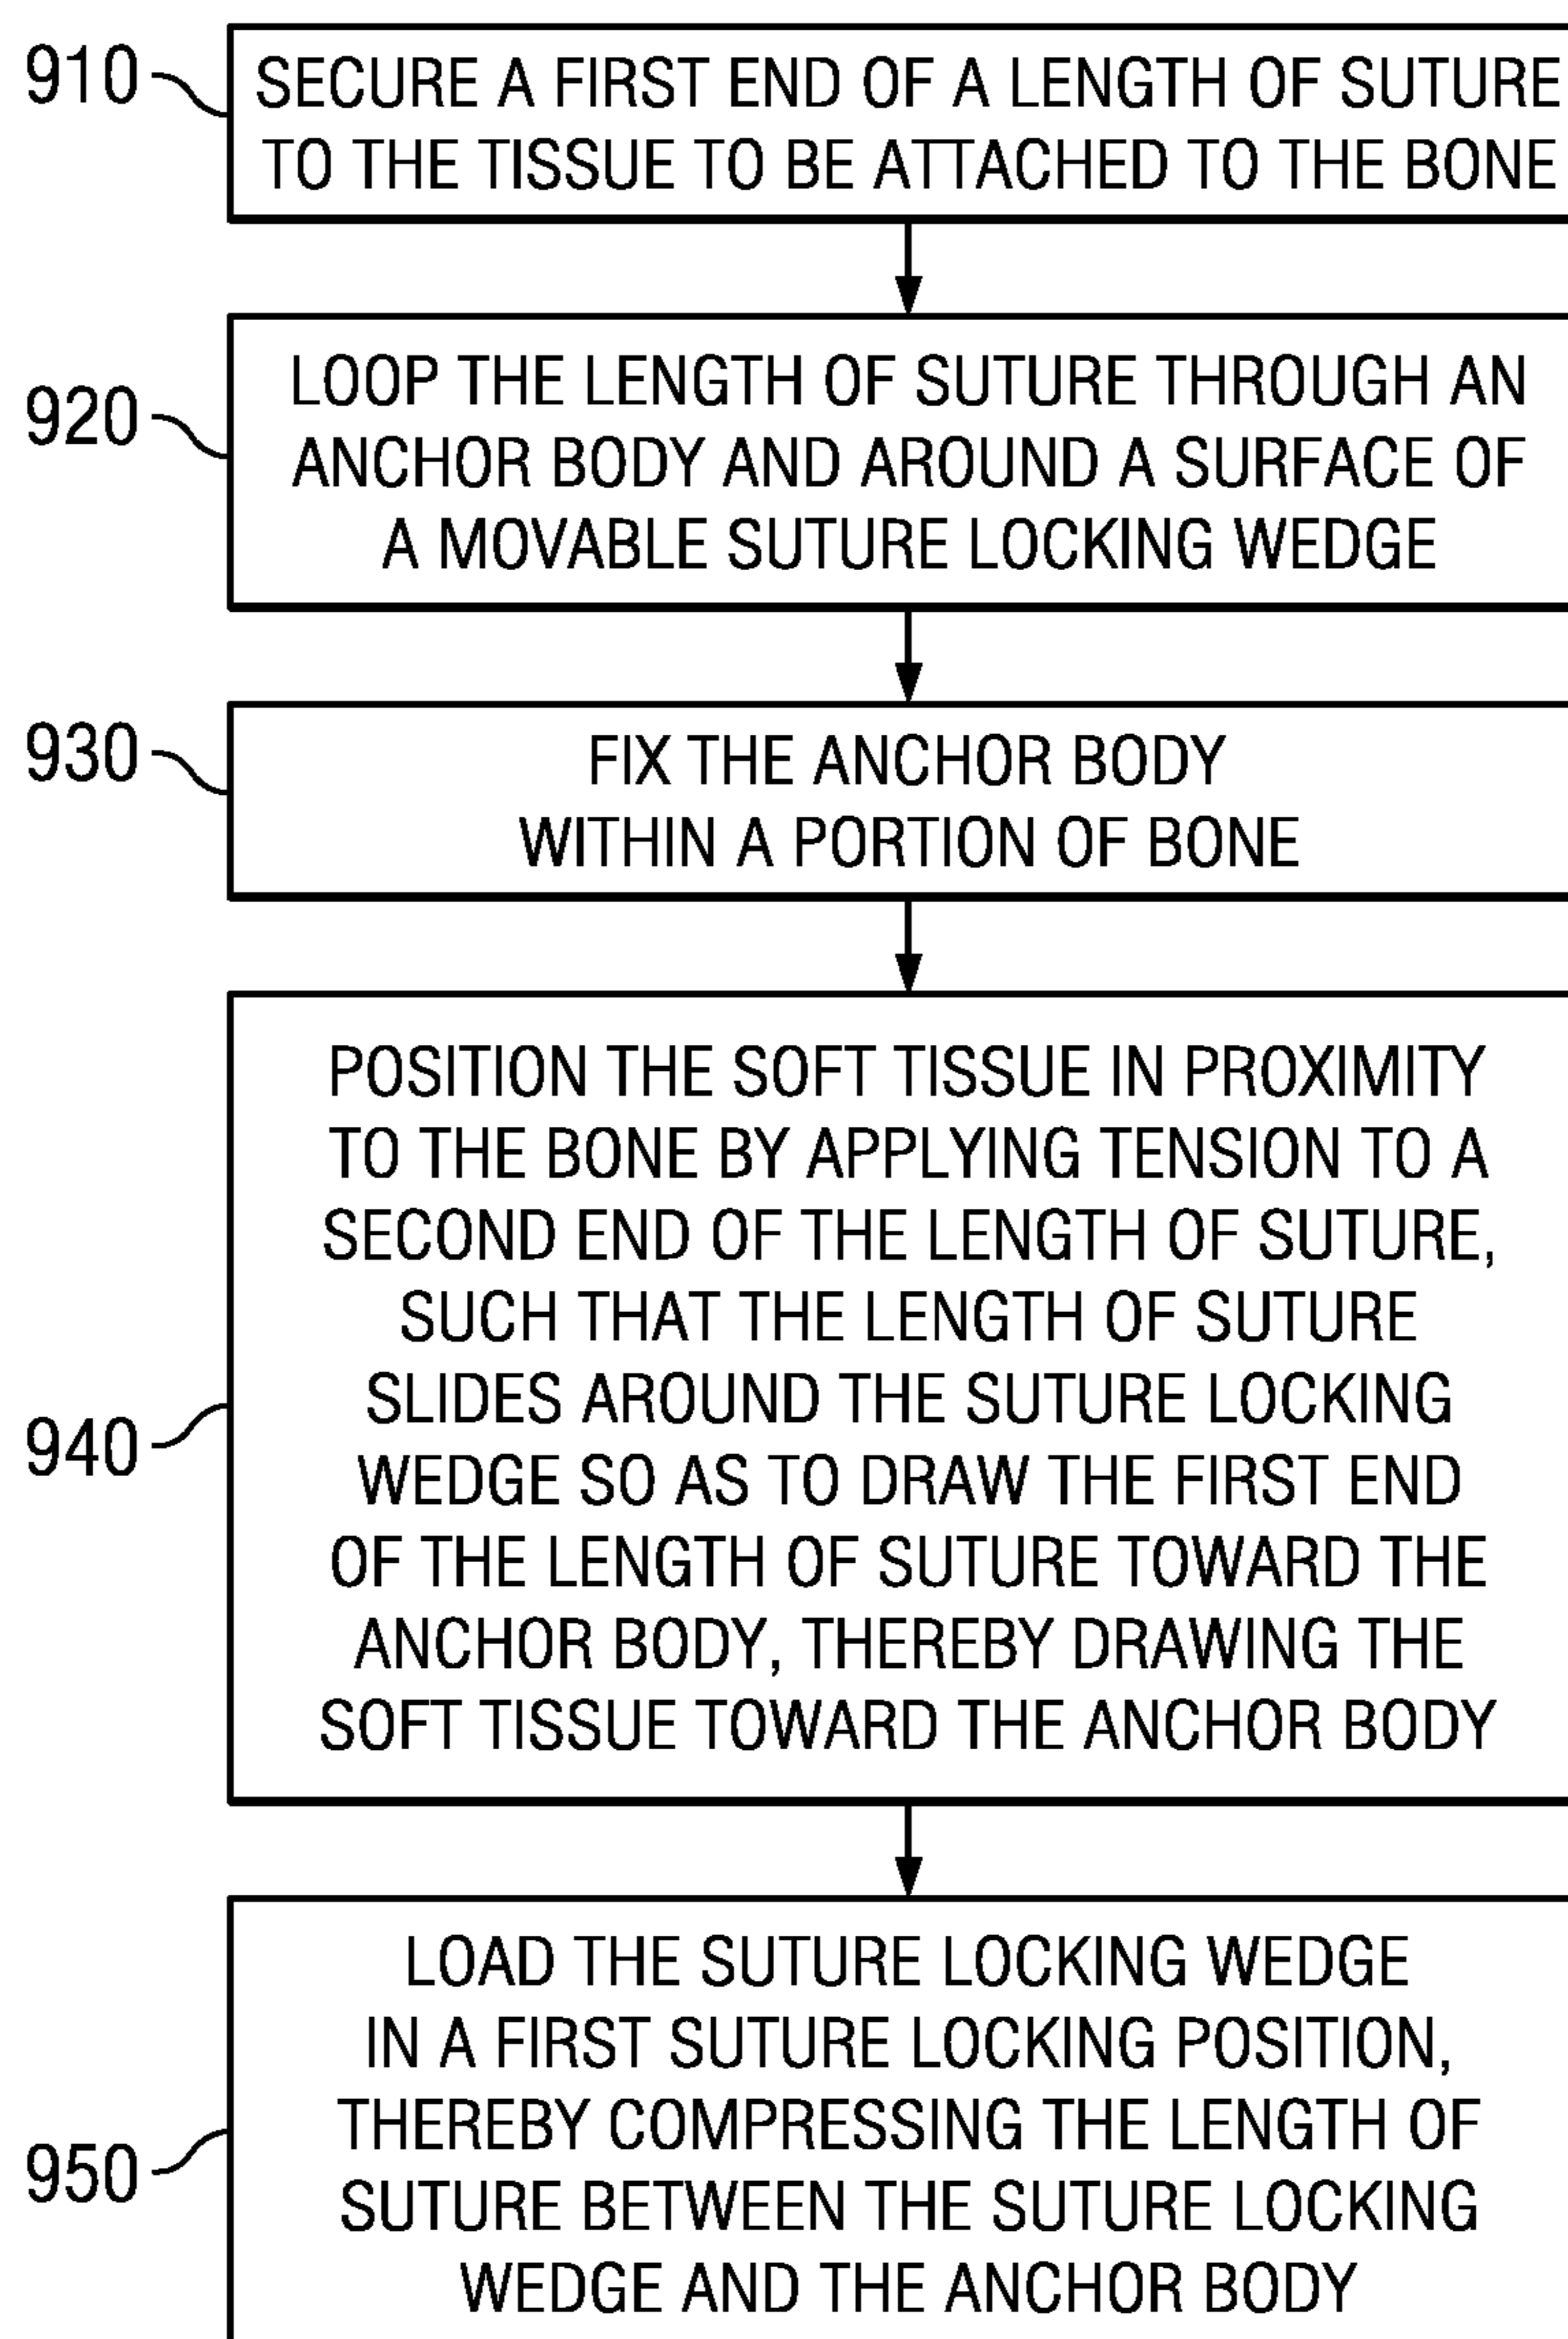 910
SECURE A FIRST END OF A LENGTH OF SUTURE
TO THE TISSUE TO BE ATTACHED TO THE BONE
920
LOOP THE LENGTH OF SUTURE THROUGH AN
ANCHOR BODY AND AROUND A SURFACE OF
A MOVABLE SUTURE LOCKING WEDGE
930
FIX THE ANCHOR BODY
WITHIN A PORTION OF BONE
940
POSITION THE SOFT TISSUE IN PROXIMITY
TO THE BONE BY APPLYING TENSION TO A
SECOND END OF THE LENGTH OF SUTURE,
SUCH THAT THE LENGTH OF SUTURE
SLIDES AROUND THE SUTURE LOCKING
WEDGE SO AS TO DRAW THE FIRST END
OF THE LENGTH OF SUTURE TOWARD THE
ANCHOR BODY, THEREBY DRAWING THE
SOFT TISSUE TOWARD THE ANCHOR BODY
950
LOAD THE SUTURE LOCKING WEDGE
IN A FIRST SUTURE LOCKING POSITION,
THEREBY COMPRESSING THE LENGTH OF
SUTURE BETWEEN THE SUTURE LOCKING
WEDGE AND THE ANCHOR BODY